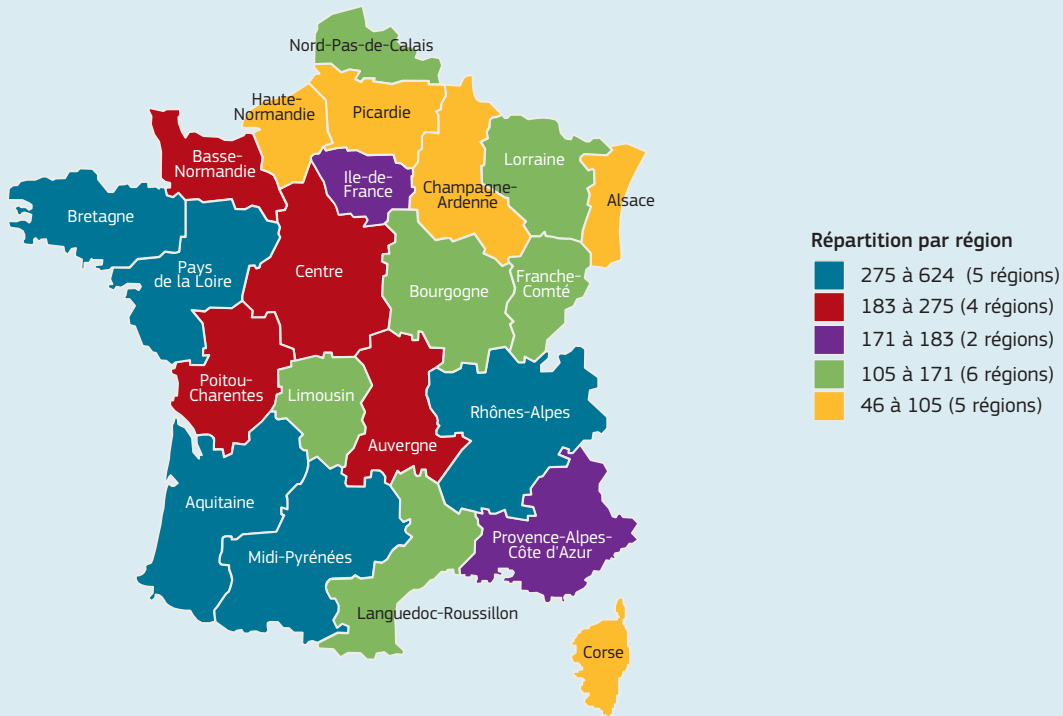 Nord-Pas-de-Calais
Haute-
Normandie
Picardie
Basse-
Normandie
Ile-de-
France
Champagne-
Ardenne
Lorraine
Alsace
Bretagne
Pays
de la Loire
Centre
Bourgogne
Franche-
Comté
Poitou-
Charentes
Limousin
Auvergne
Rhônes-Alpes
Aquitaine
Midi-Pyrénées
Provence-Alpes-
Côte d'Azur
Languedoc-Roussillon
Corse
Répartition par région
275 à 624 (5 régions)
183 à 275 (4 régions)
171 à 183 (2 régions)
105 à 171 (6 régions)
46 à 105 (5 régions)